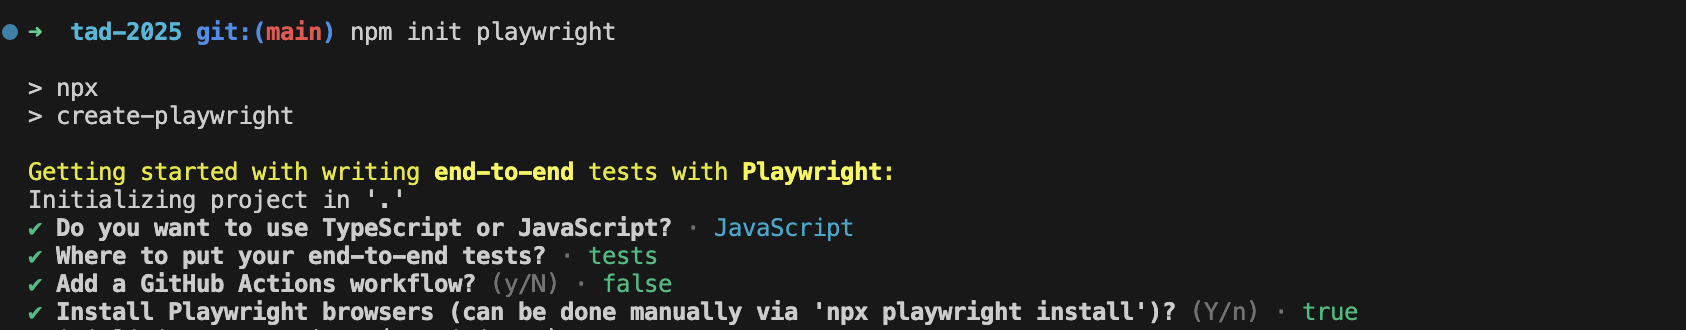 ➜ tad-2025 git:(main) npm init playwright
> npx
> create-playwright
Getting started with writing end-to-end tests with Playwright:
Initializing project in '.'
✔ Do you want to use TypeScript or JavaScript? · JavaScript
✔ Where to put your end-to-end tests? · tests
✔ Add a GitHub Actions workflow? (y/N) · false
✔ Install Playwright browsers (can be done manually via 'npx playwright install')? (Y/n) · true